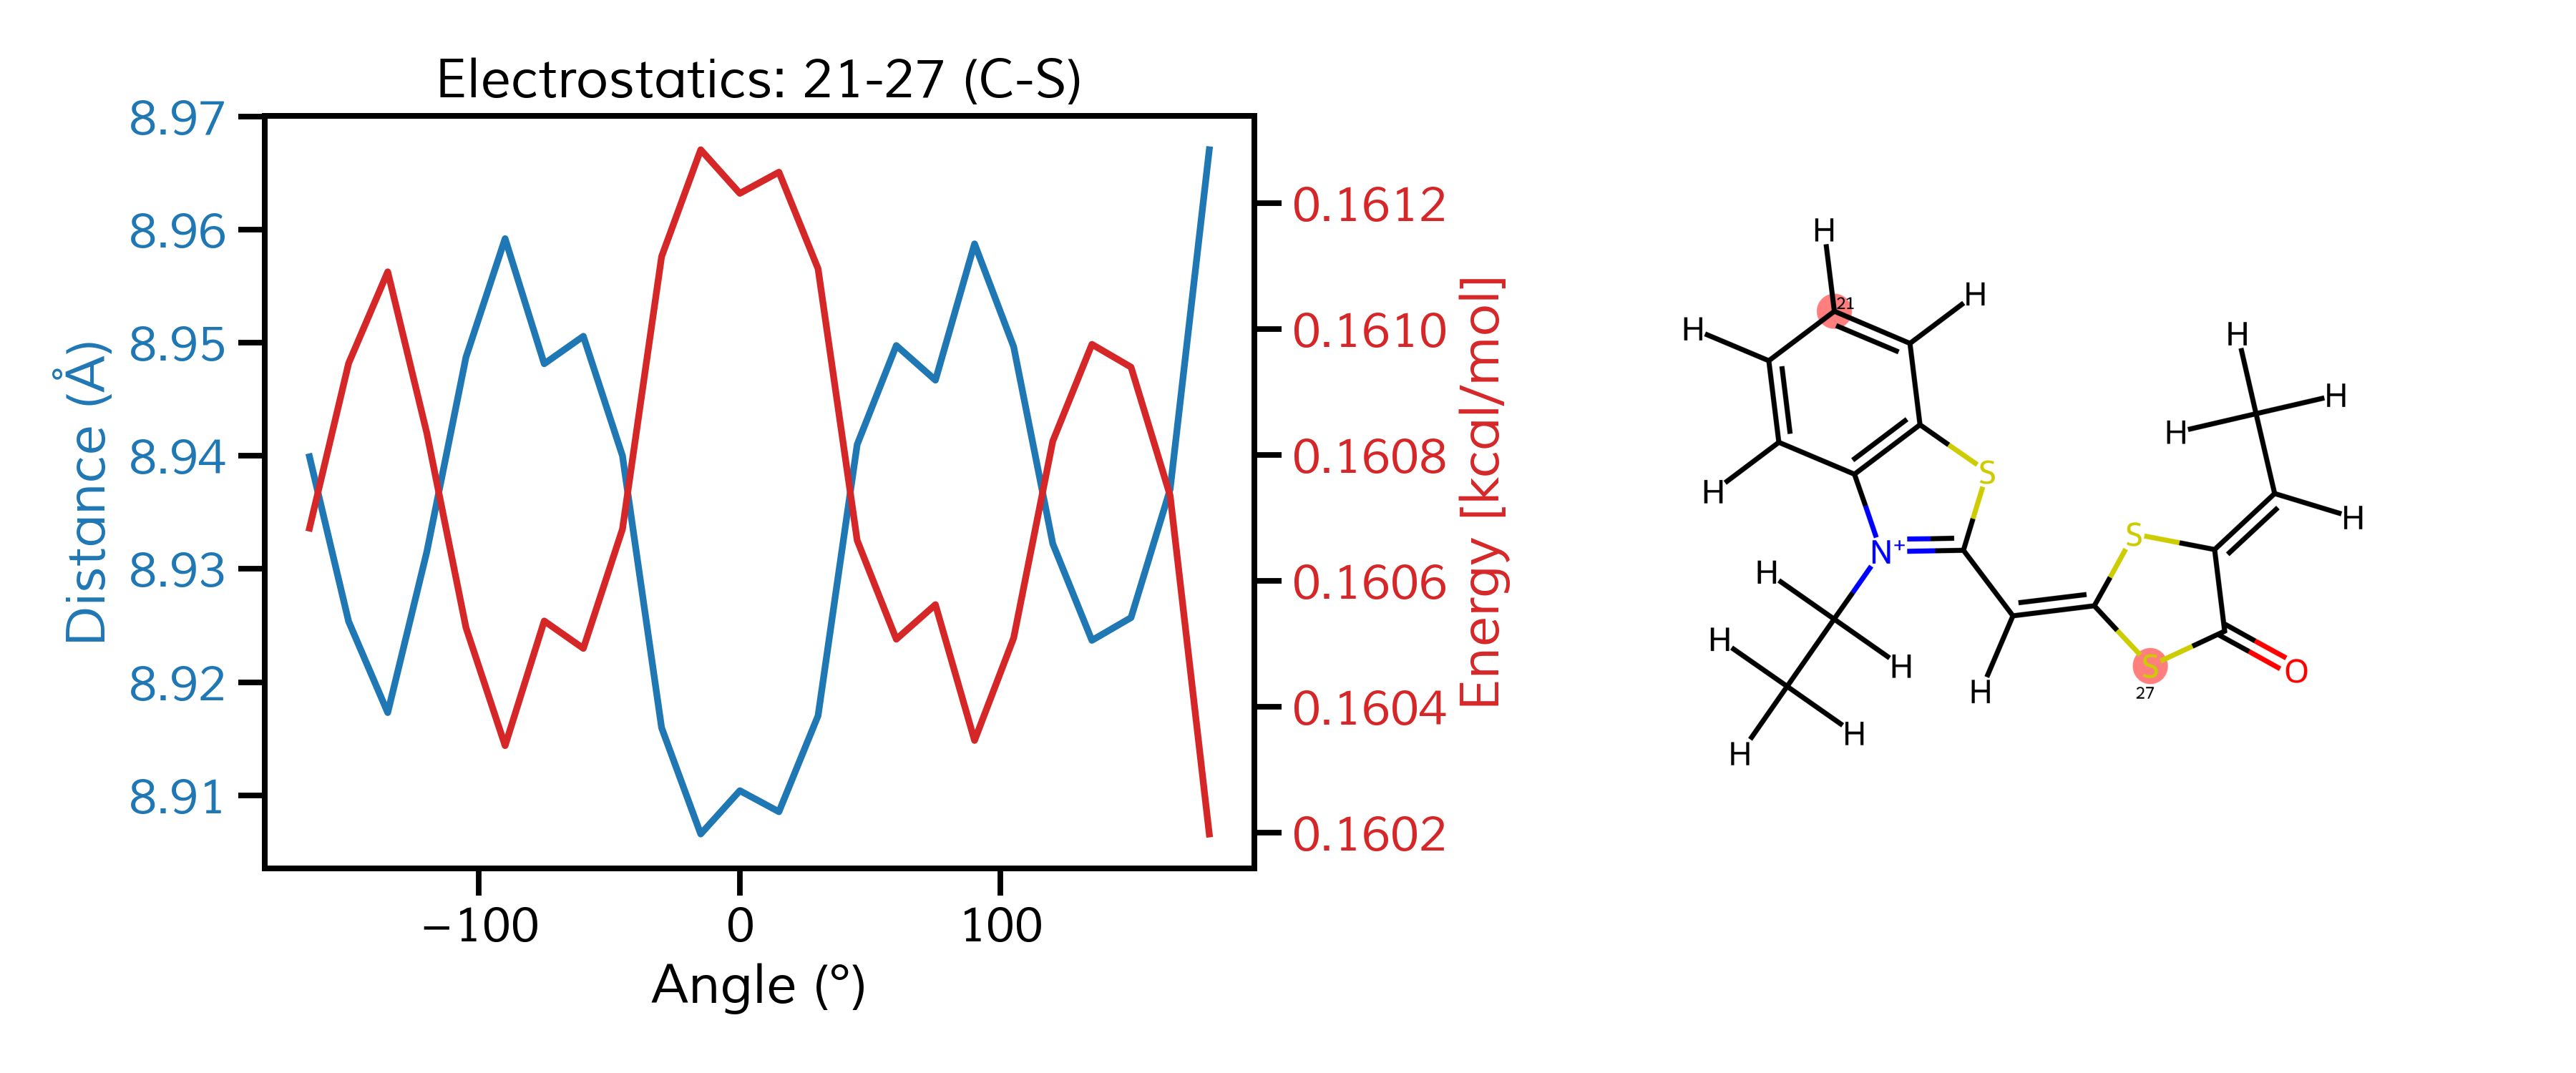 Electrostatics: 21-27 (C-S)
8.97
8.96
8.95
8.94
8.93
8.92
8.91
Distance (Å)
0.1612
0.1610
0.1608
0.1606
0.1604
0.1602
Energy [kcal/mol]
−100
0
100
Angle (°)
H
21
H
H
H
H
H
S
S
H
H
N+
H
H
H
H
S
27
O
H
H
H